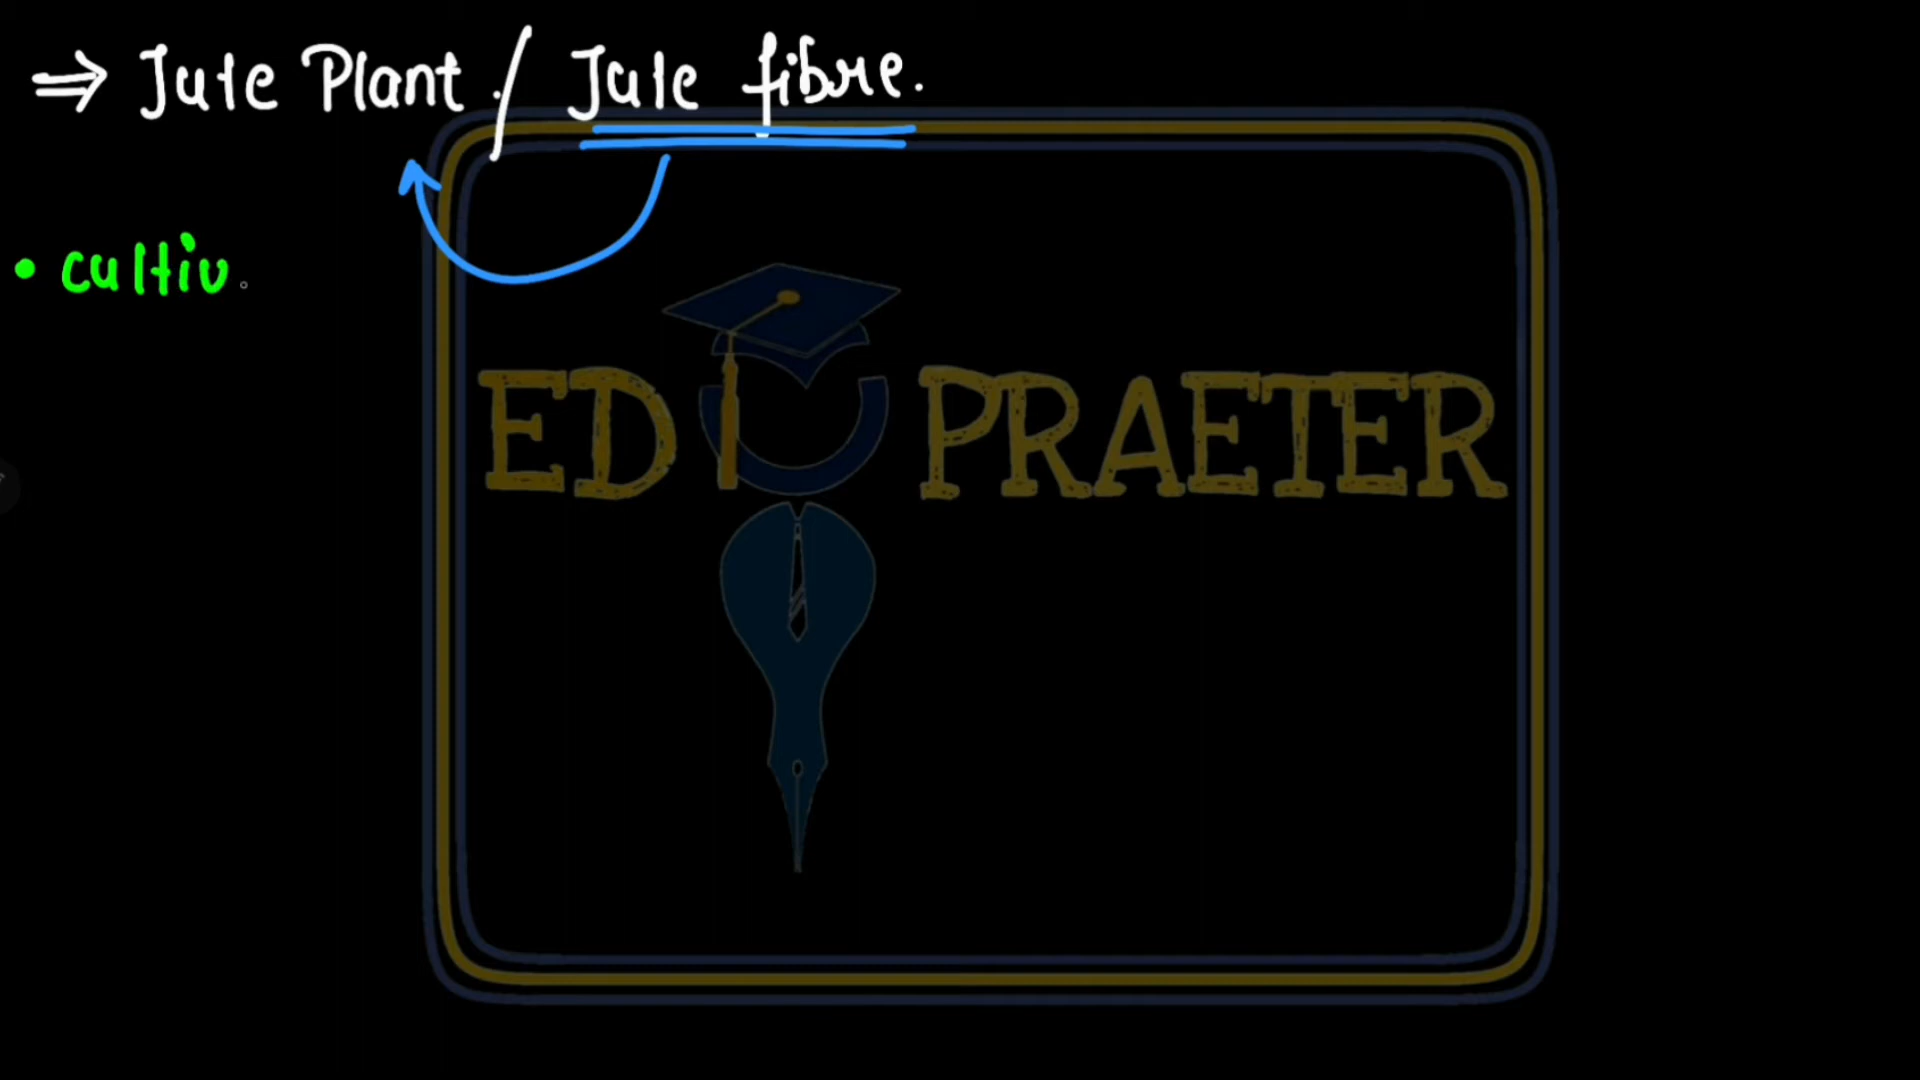 ⇒ Jute Plant. / Jute fibre.
• cultiv
EDU PRAETER